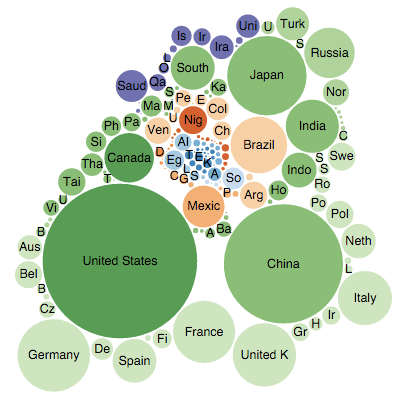 Uni
U
Turk
Is
Ir
Ira
S
Russia
L
O
South
Japan
Saud
Qa
S
Ka
Nor
Pe
E
Ma
M
Col
U
Nig
Ch
India
C
Ph
Pa
Ven
Si
Al
Brazil
Swe
D
Eg
T
E
K
S
Canada
Tha
S
Indo
C
G
S
L
A
So
T
Ro
Tai
P
Arg
Ho
U
Vi
Mexic
Po
Pol
B
S
A
Ba
Aus
Neth
United States
China
L
Bel
B
Italy
Cz
Ir
H
Gr
France
Fi
De
Germany
Spain
United K